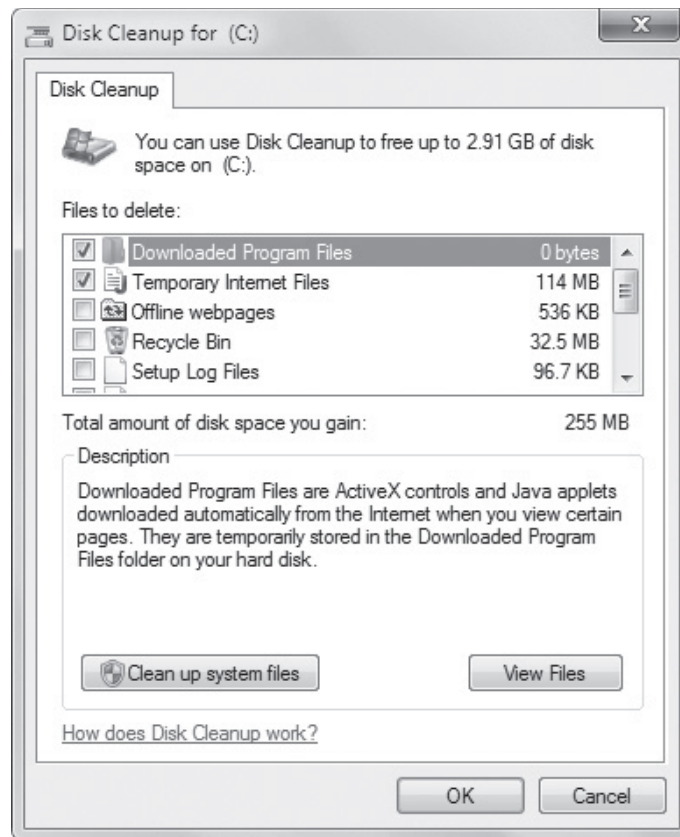 Disk Cleanup for (C:)
X
Disk Cleanup
You can use Disk Cleanup to free up to 2.91 GB of disk
space on (C:).
Files to delete:
Downloaded Program Files 0 bytes
Temporary Internet Files 114 MB
Offline webpages 536 KB
Recycle Bin 32.5 MB
Setup Log Files 96.7 KB
Total amount of disk space you gain: 255 MB
Description
Downloaded Program Files are ActiveX controls and Java applets
downloaded automatically from the Internet when you view certain
pages. They are temporarily stored in the Downloaded Program
Files folder on your hard disk.
Clean up system files View Files
How does Disk Cleanup work?
OK Cancel